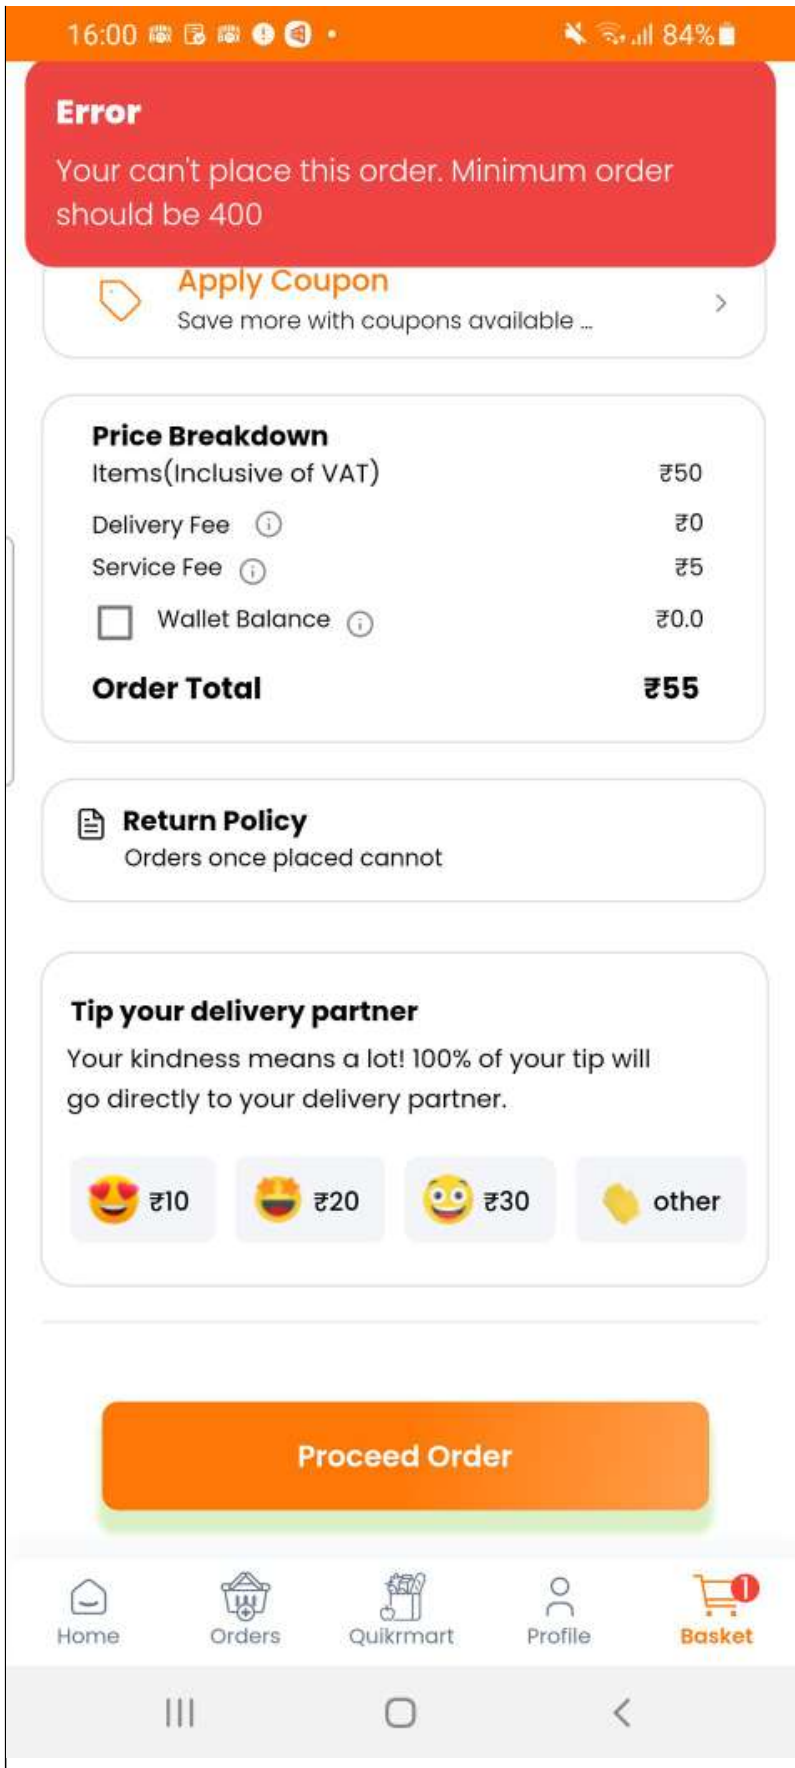 16:00
84%
Error
Your can't place this order. Minimum order
should be 400
Apply Coupon
Save more with coupons available ...
Price Breakdown
Items(Inclusive of VAT) ₹50
Delivery Fee ₹0
Service Fee ₹5
Wallet Balance ₹0.0
Order Total ₹55
Return Policy
Orders once placed cannot
Tip your delivery partner
Your kindness means a lot! 100% of your tip will
go directly to your delivery partner.
₹10 ₹20 ₹30 other
Proceed Order
1
Home Orders Quikrmart Profile Basket